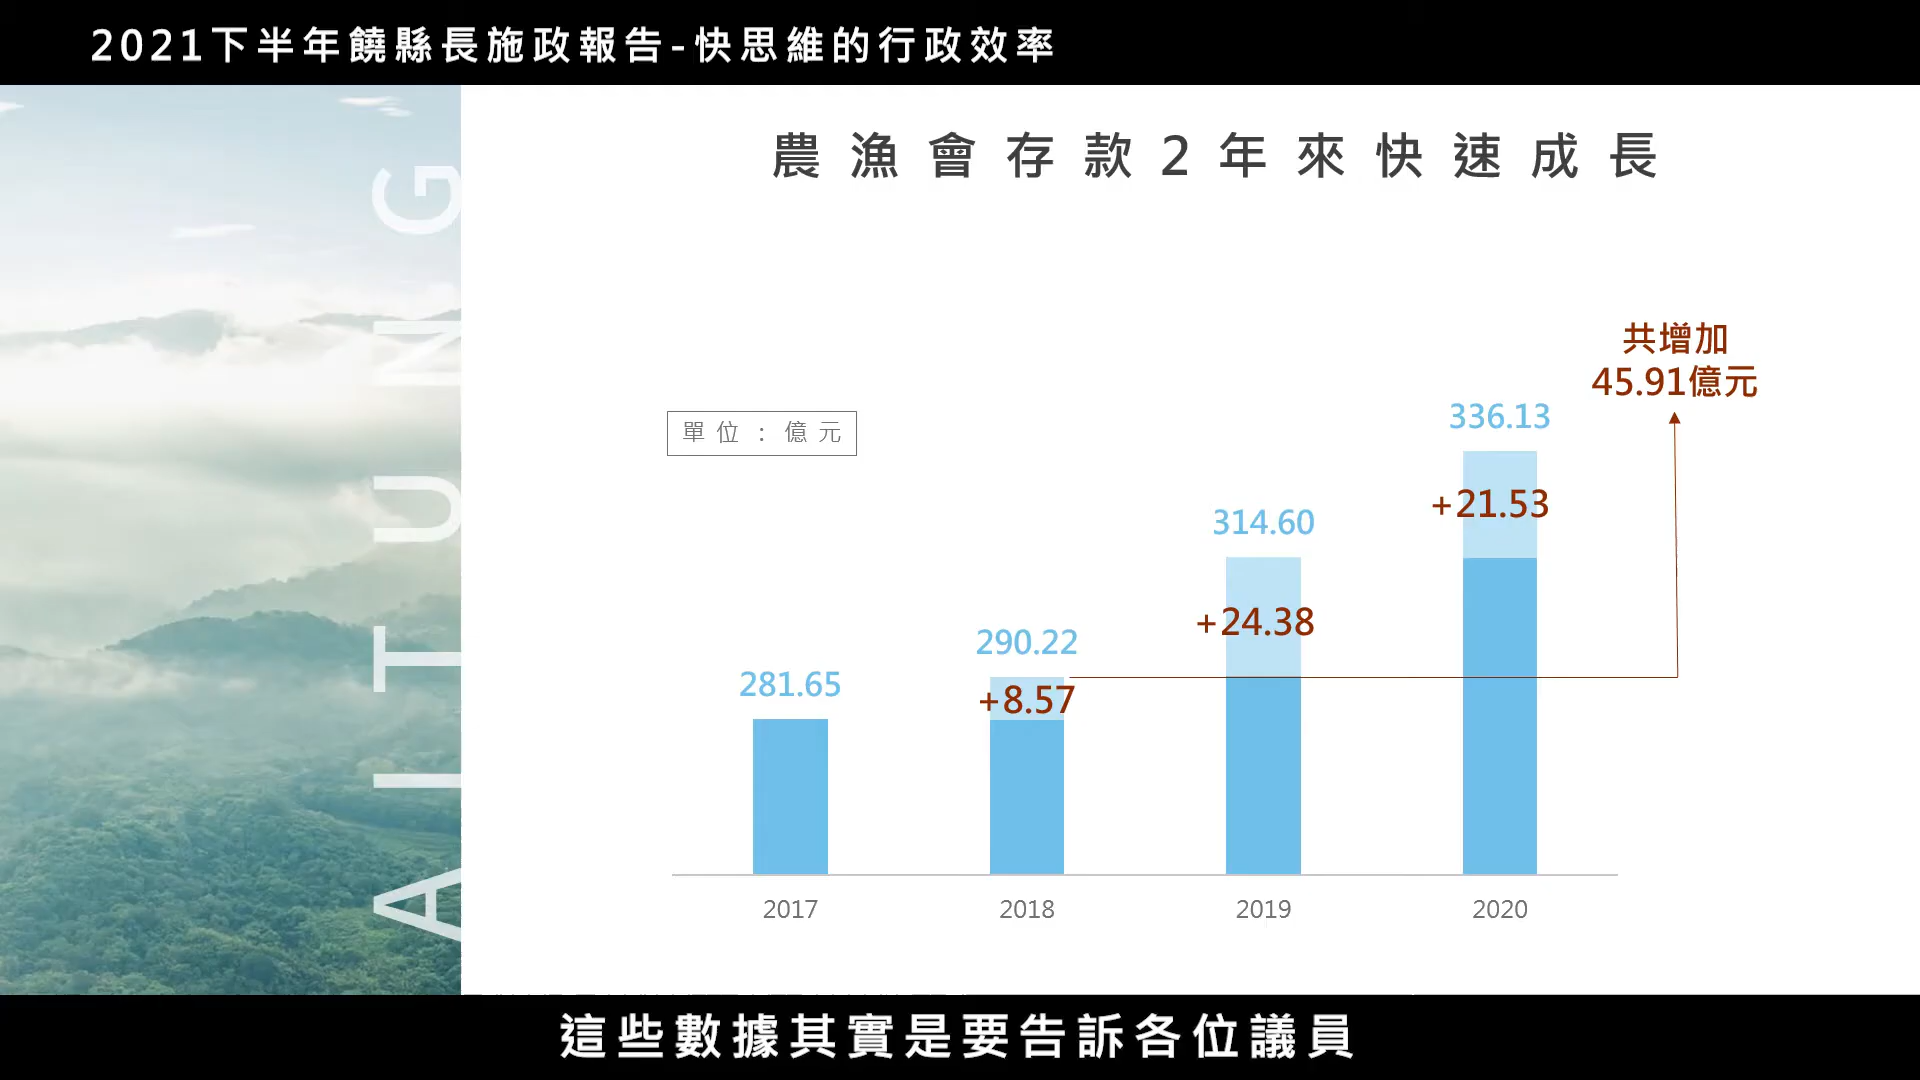 2021下半年饒縣長施政報告-快思維的行政效率
農漁會存款2年來快速成長
共增加
45.91億元
單位：億元
336.13
+21.53
314.60
+24.38
290.22
+8.57
281.65
2017
2018
2019
2020
AITUNG
這些數據其實是要告訴各位議員